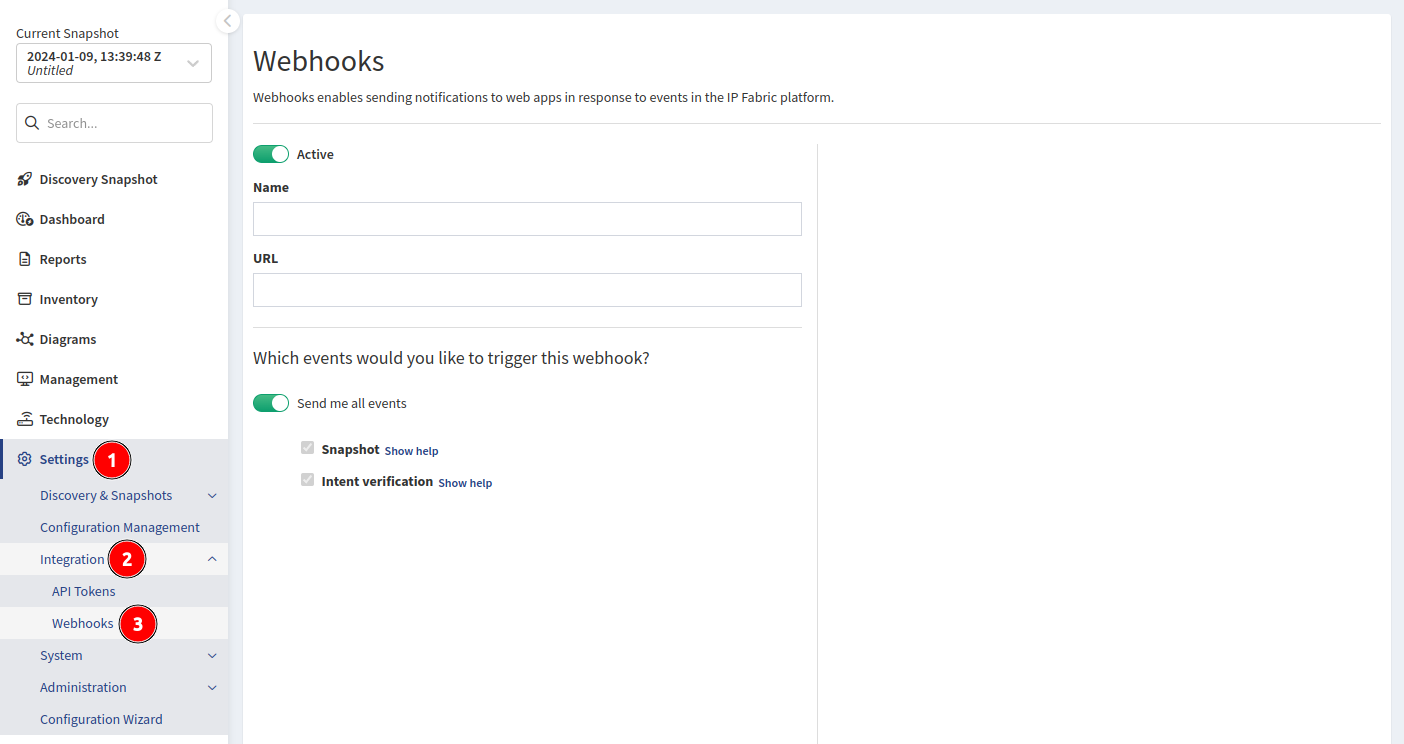 Current Snapshot
2024-01-09, 13:39:48 Z
Untitled
Search...
Discovery Snapshot
Dashboard
Reports
Inventory
Diagrams
Management
Technology
Settings 1
Discovery & Snapshots
Configuration Management
Integration 2
API Tokens
Webhooks 3
System
Administration
Configuration Wizard
Webhooks
Webhooks enables sending notifications to web apps in response to events in the IP Fabric platform.
Active
Name
URL
Which events would you like to trigger this webhook?
Send me all events
Snapshot Show help
Intent verification Show help